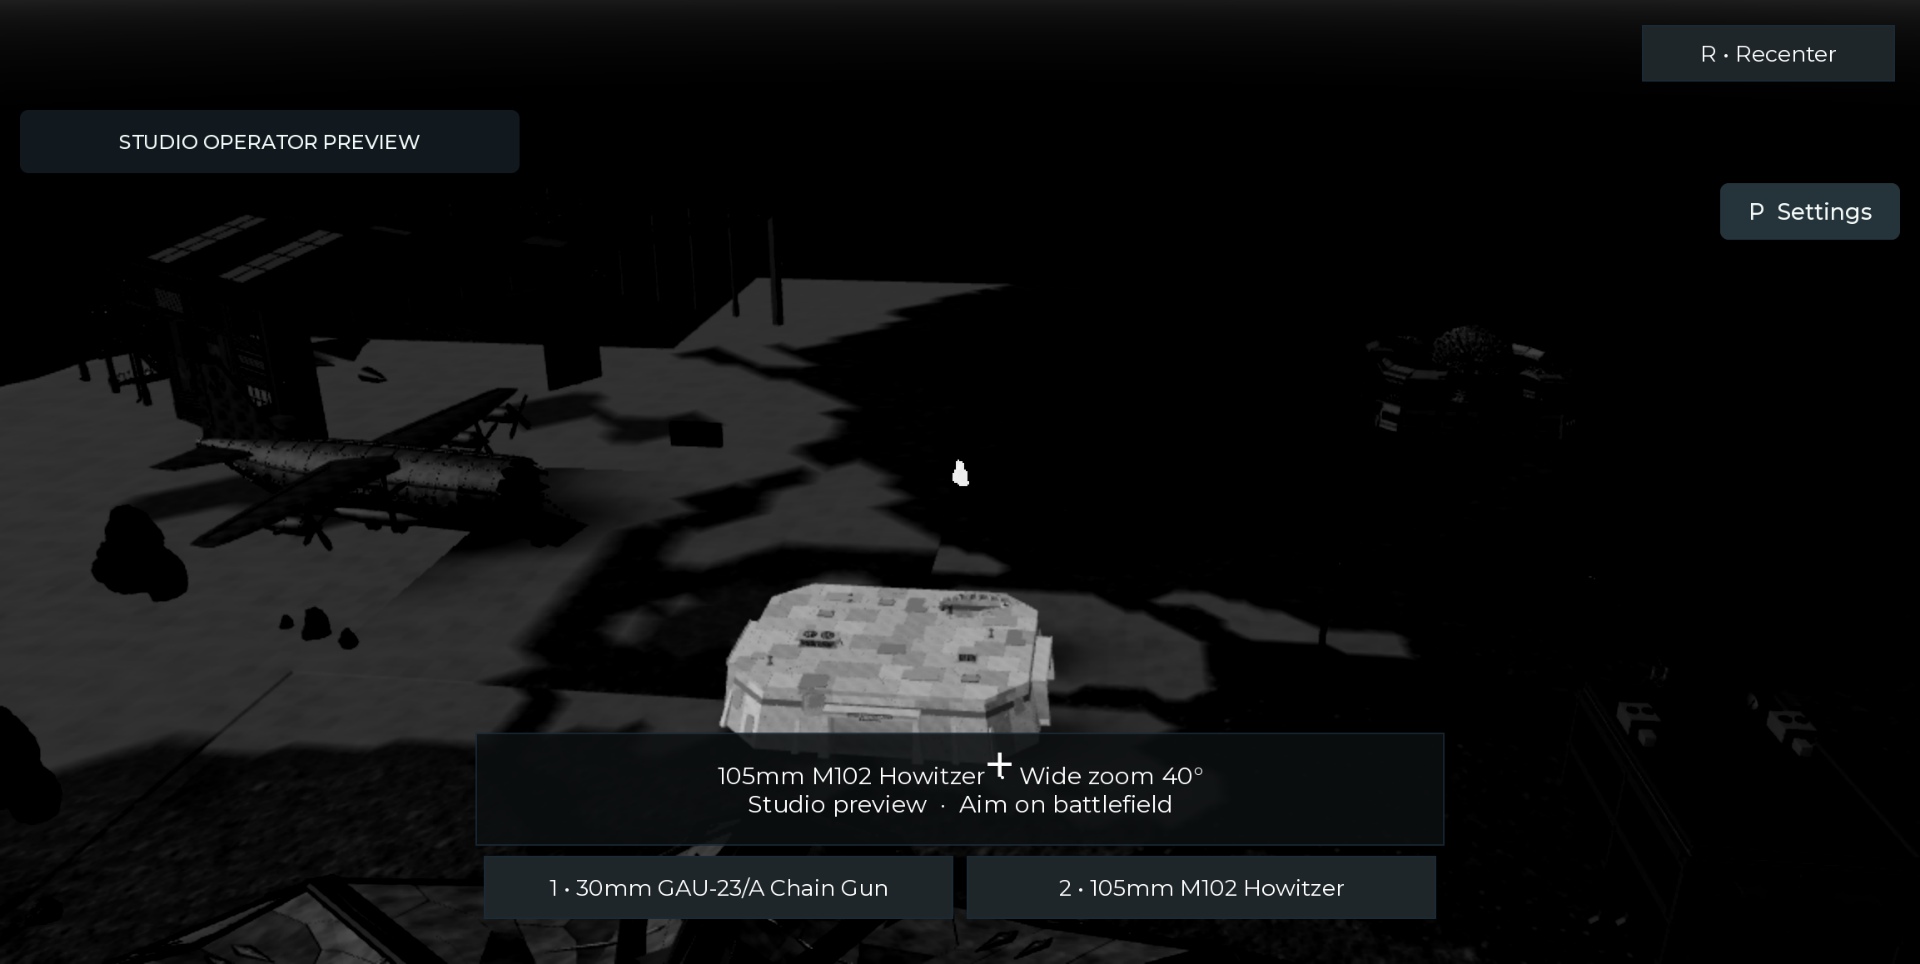 R • Recenter
STUDIO OPERATOR PREVIEW
P Settings
105mm M102 Howitzer · Wide zoom 40°
Studio preview · Aim on battlefield
1 • 30mm GAU-23/A Chain Gun
2 • 105mm M102 Howitzer